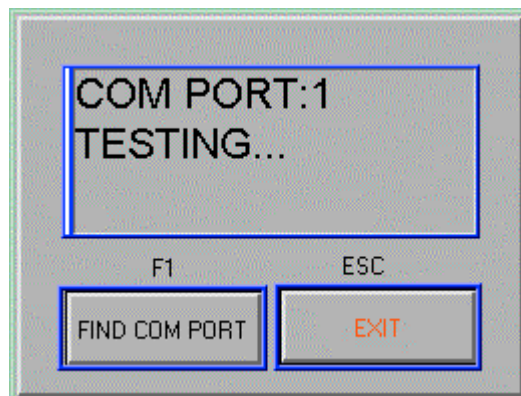 COM PORT:1
TESTING...
F1 ESC
FIND COM PORT EXIT